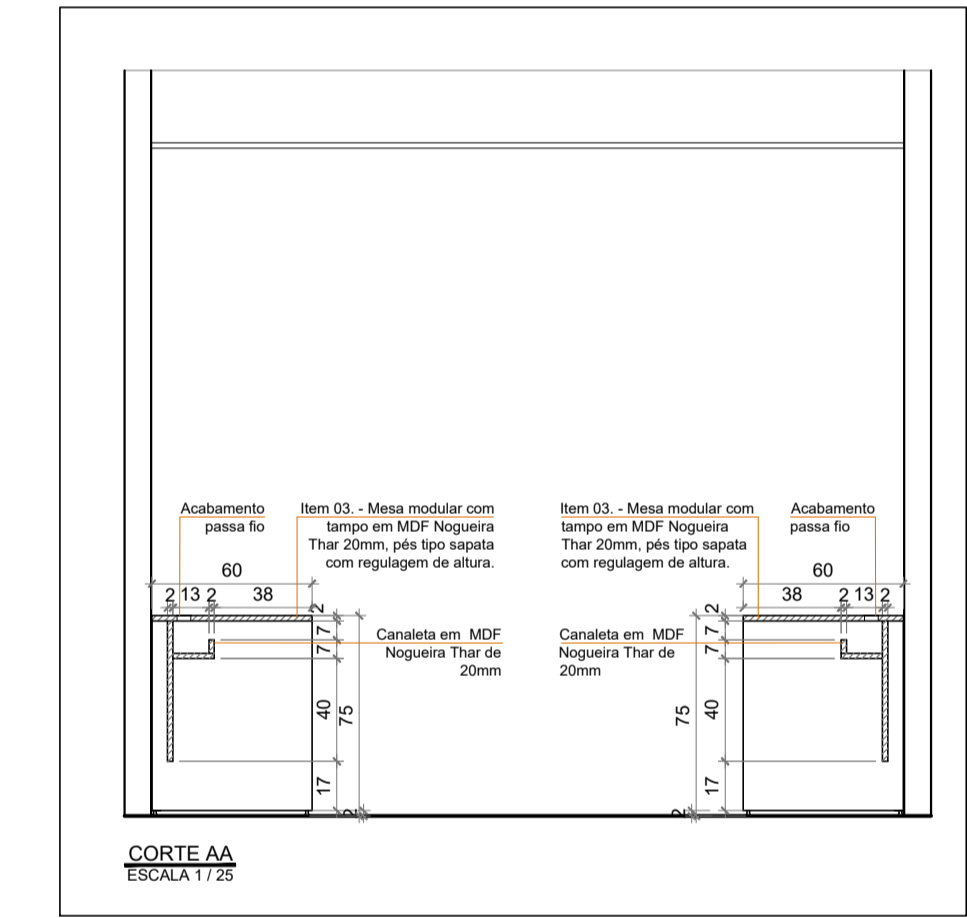 Acabamento
passa fio
Item 03. - Mesa modular com
tampo em MDF Nogueira
Thar 20mm, pés tipo sapata
com regulagem de altura.
Item 03. - Mesa modular com
tampo em MDF Nogueira
Thar 20mm, pés tipo sapata
com regulagem de altura.
Acabamento
passa fio
60
2 13 2 38
2
7
7
40
75
17
2
Canaleta em MDF
Nogueira Thar de
20mm
Canaleta em MDF
Nogueira Thar de
20mm
60
38 2 13 2
2
7
7
40
75
17
2
CORTE AA
ESCALA 1 / 25